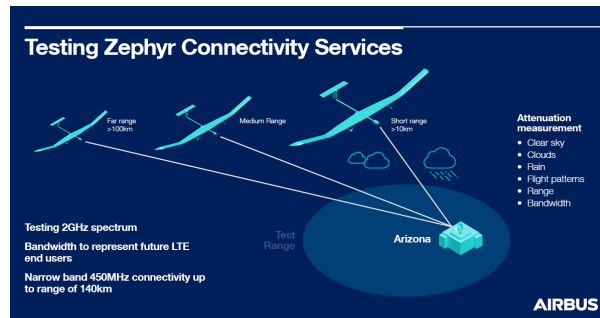 Testing Zephyr Connectivity Services
Far range
>100km
Medium Range
Short range
>10km
Attenuation
measurement
• Clear sky
• Clouds
• Rain
• Flight patterns
• Range
• Bandwidth
Test
Range
Arizona
Testing 2GHz spectrum
Bandwidth to represent future LTE
end users
Narrow band 450MHz connectivity up
to range of 140km
AIRBUS